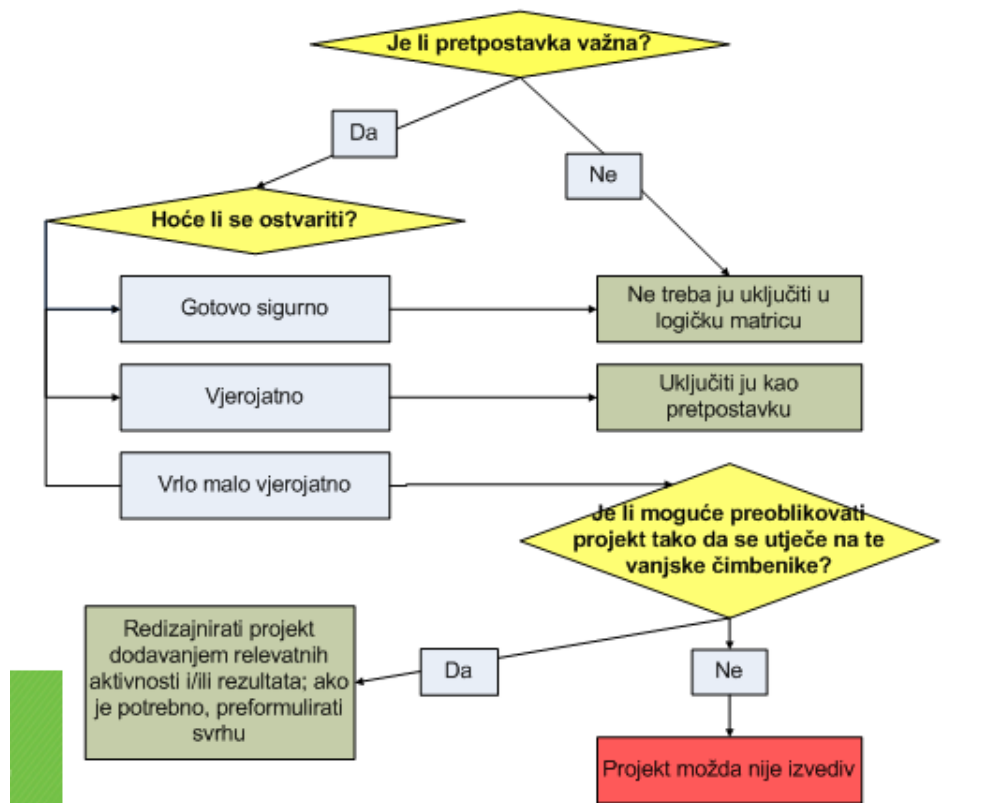 Je li pretpostavka važna?
Da
Ne
Hoće li se ostvariti?
Gotovo sigurno
Ne treba ju uključiti u
logičku matricu
Vjerojatno
Uključiti ju kao
pretpostavku
Vrlo malo vjerojatno
Je li moguće preoblikovati
projekt tako da se utječe na te
vanjske čimbenike?
Redizajnirati projekt
dodavanjem relevatnih
aktivnosti i/ili rezultata; ako
je potrebno, preformulirati
svrhu
Da
Ne
Projekt možda nije izvediv